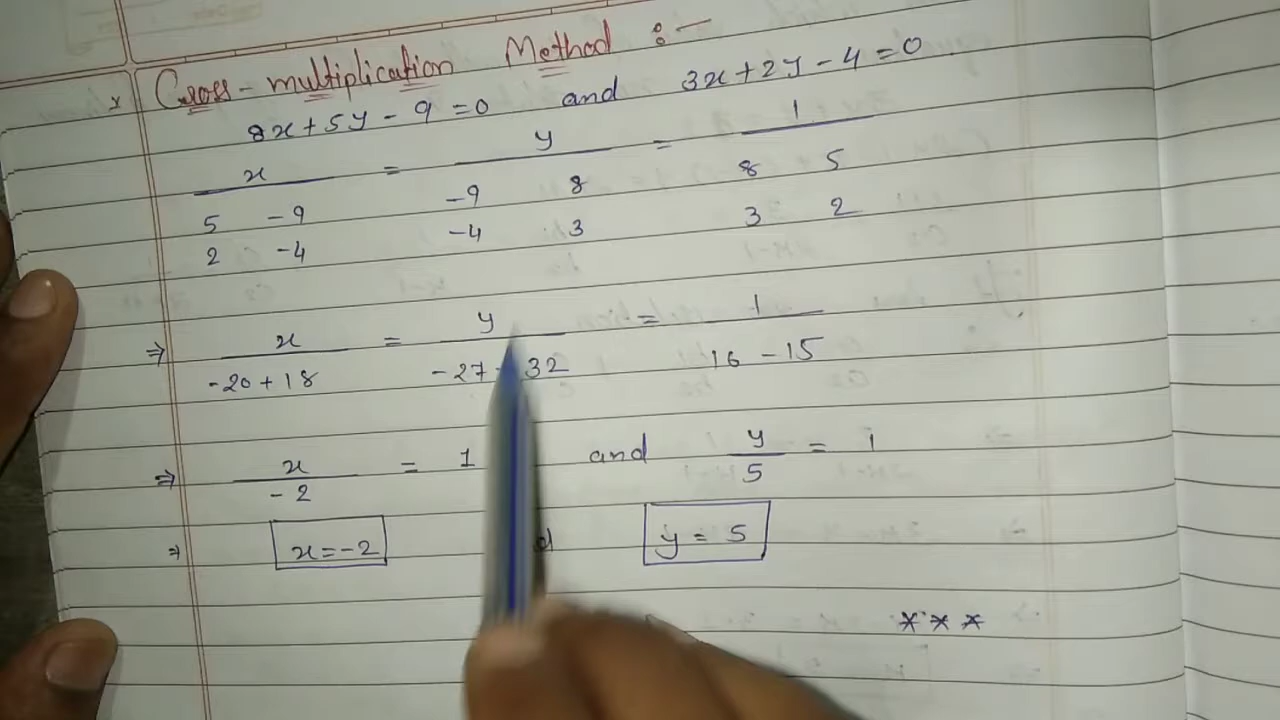 Cross-multiplication Method :-
8x+5y-9=0 and 3x+2y-4=0
x = y = 1
5 -9 -9 8 8 5
2 -4 -4 3 3 2
⇒ x = y = 1
-20+18 -27 32 16-15
⇒ x = 1 and y = 1
-2 5
⇒ x=-2 y=5
***